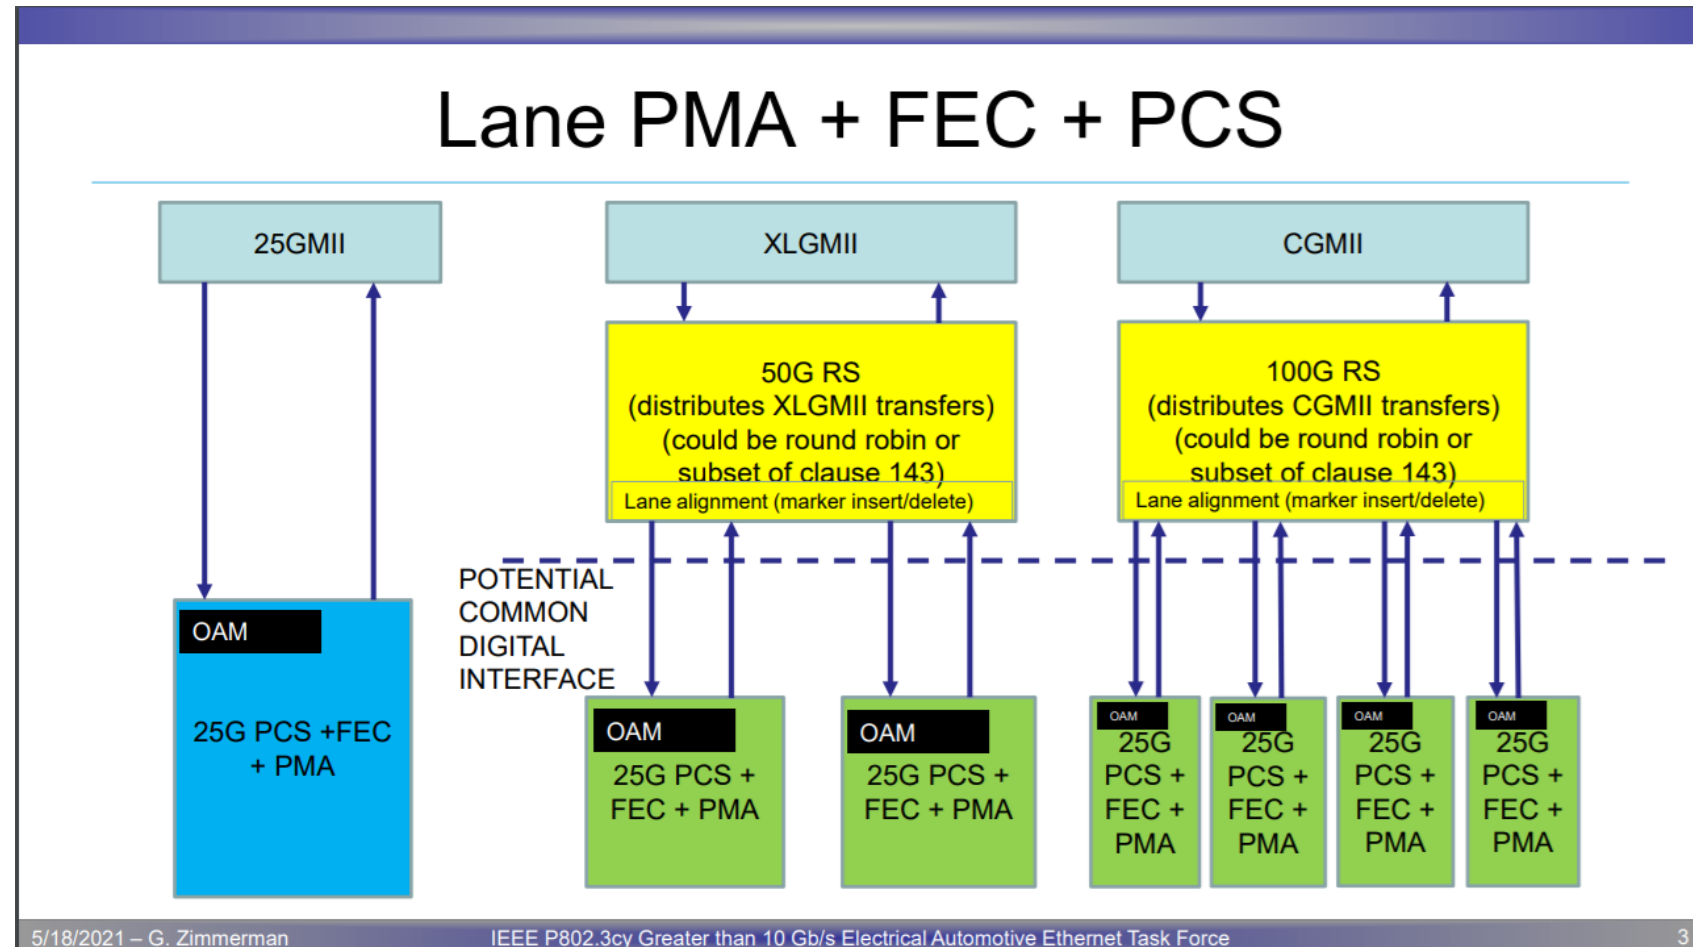 Lane PMA + FEC + PCS
25GMII
XLGMII
CGMII
50G RS
(distributes XLGMII transfers)
(could be round robin or
subset of clause 143)
Lane alignment (marker insert/delete)
100G RS
(distributes CGMII transfers)
(could be round robin or
subset of clause 143)
Lane alignment (marker insert/delete)
POTENTIAL
COMMON
DIGITAL
INTERFACE
OAM
25G PCS +FEC
+ PMA
OAM
25G PCS +
FEC + PMA
OAM
25G PCS +
FEC + PMA
OAM
25G
PCS +
FEC +
PMA
OAM
25G
PCS +
FEC +
PMA
OAM
25G
PCS +
FEC +
PMA
OAM
25G
PCS +
FEC +
PMA
5/18/2021 – G. Zimmerman
IEEE P802.3cy Greater than 10 Gb/s Electrical Automotive Ethernet Task Force
3